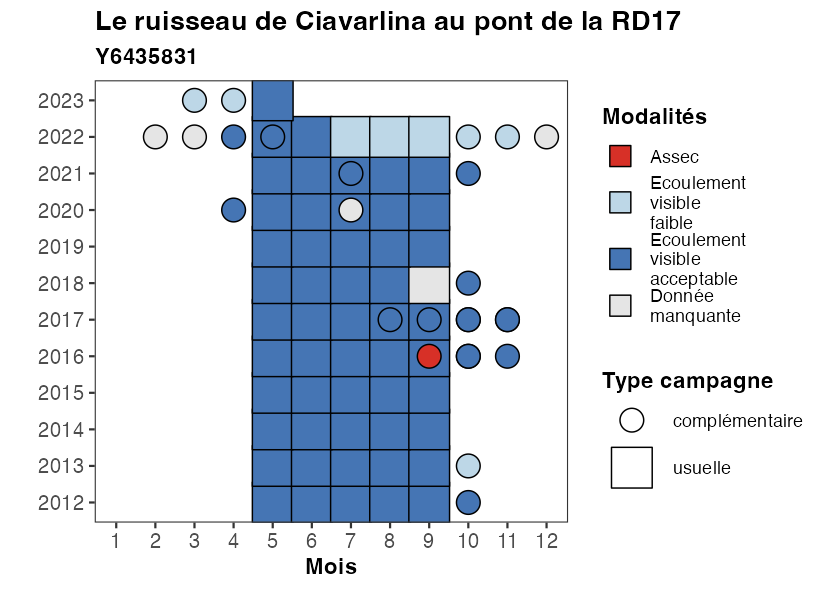 Le ruisseau de Ciavarlina au pont de la RD17
Y6435831
2023
2022
2021
2020
2019
2018
2017
2016
2015
2014
2013
2012
1 2 3 4 5 6 7 8 9 10 11 12
Mois
Modalités
Assec
Ecoulement
visible
faible
Ecoulement
visible
acceptable
Donnée
manquante
Type campagne
complémentaire
usuelle